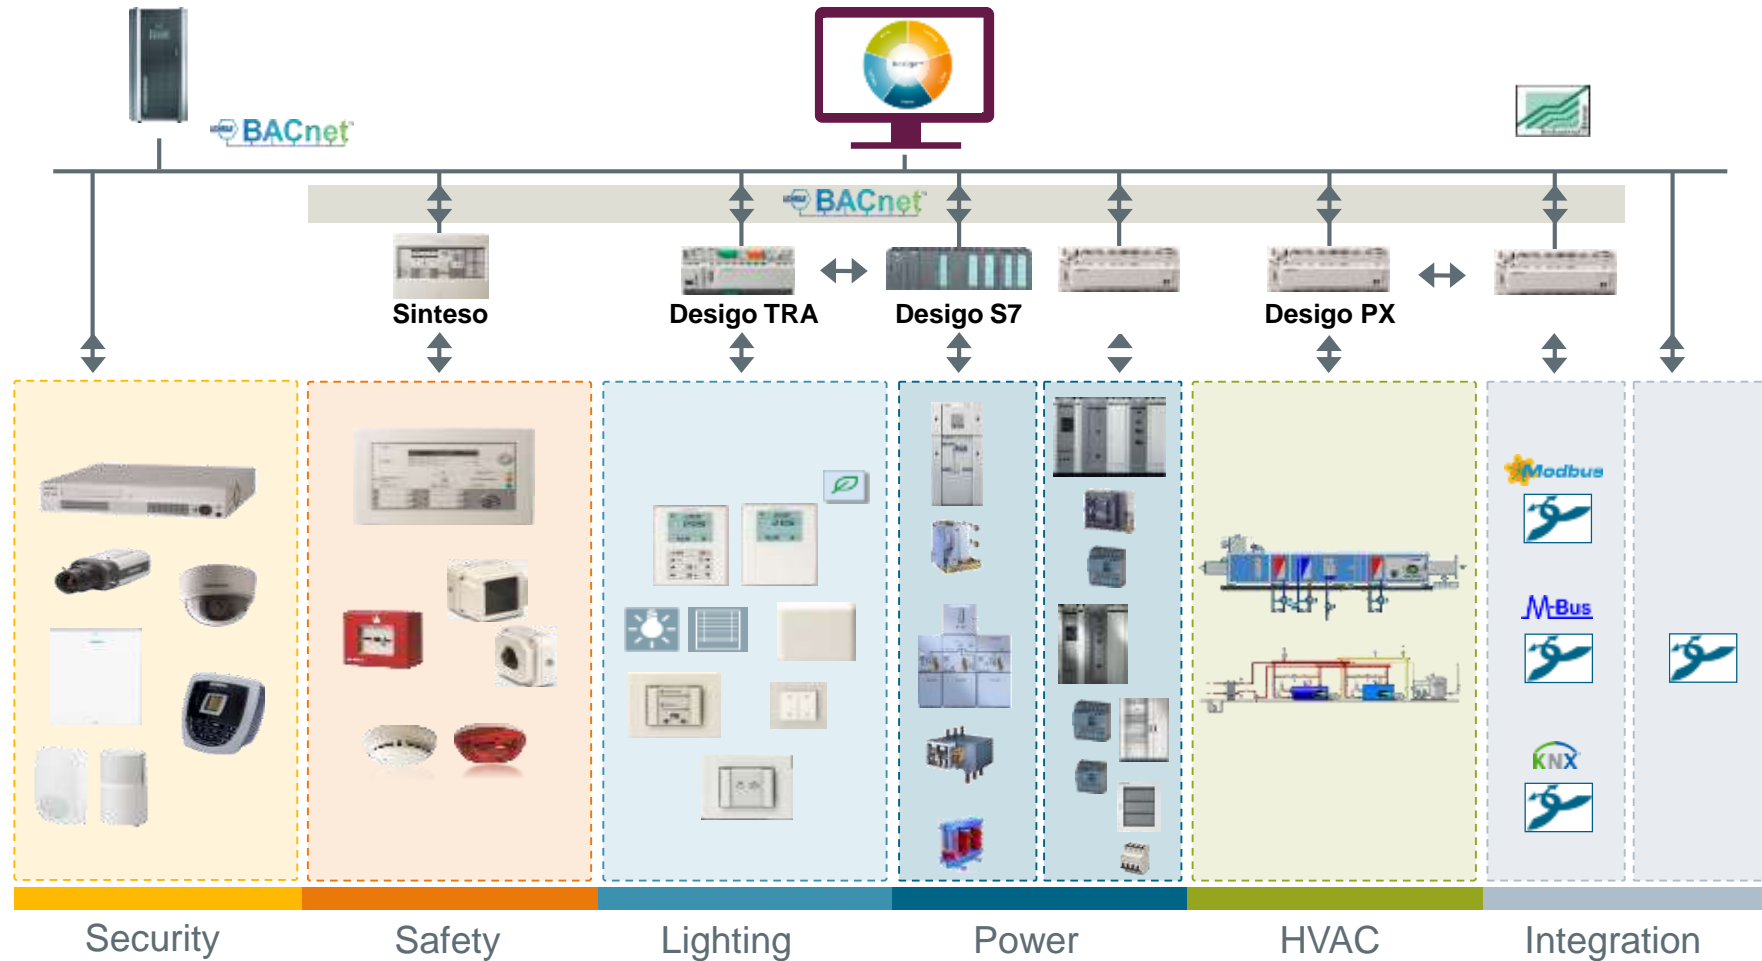 BACnet
BACnet
Sinteso
Desigo TRA
Desigo S7
Desigo PX
Modbus
M-Bus
KNX
Security
Safety
Lighting
Power
HVAC
Integration